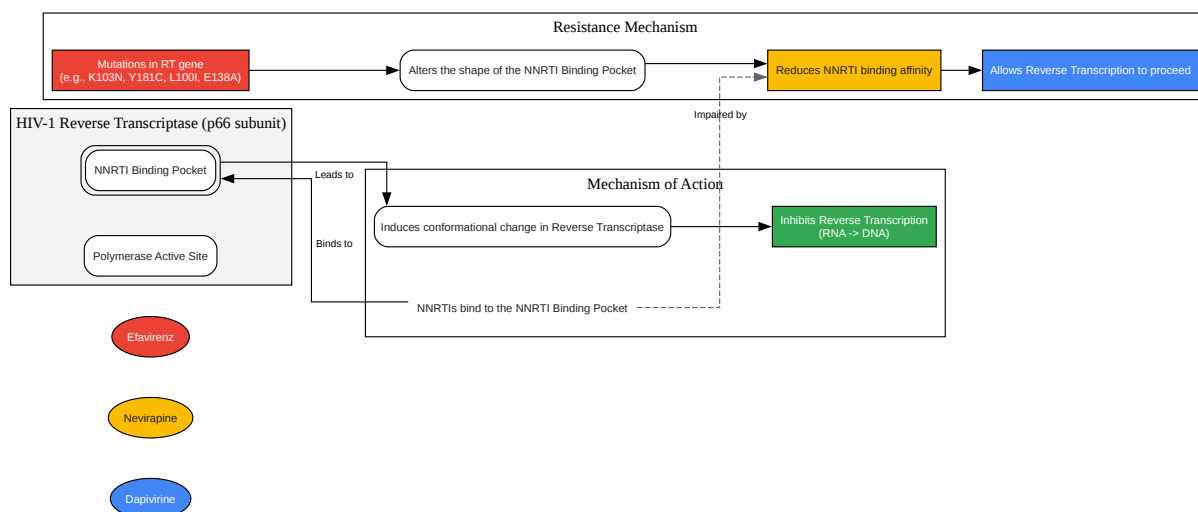 Resistance Mechanism
Mutations in RT gene
(e.g., K103N, Y181C, L100I, E138A)
Alters the shape of the NNRTI Binding Pocket
Reduces NNRTI binding affinity
Allows Reverse Transcription to proceed
Impaired by
HIV-1 Reverse Transcriptase (p66 subunit)
NNRTI Binding Pocket
Polymerase Active Site
Leads to
Binds to
Mechanism of Action
Induces conformational change in Reverse Transcriptase
Inhibits Reverse Transcription
(RNA -> DNA)
NNRTIs bind to the NNRTI Binding Pocket
Efavirenz
Nevirapine
Dapivirine